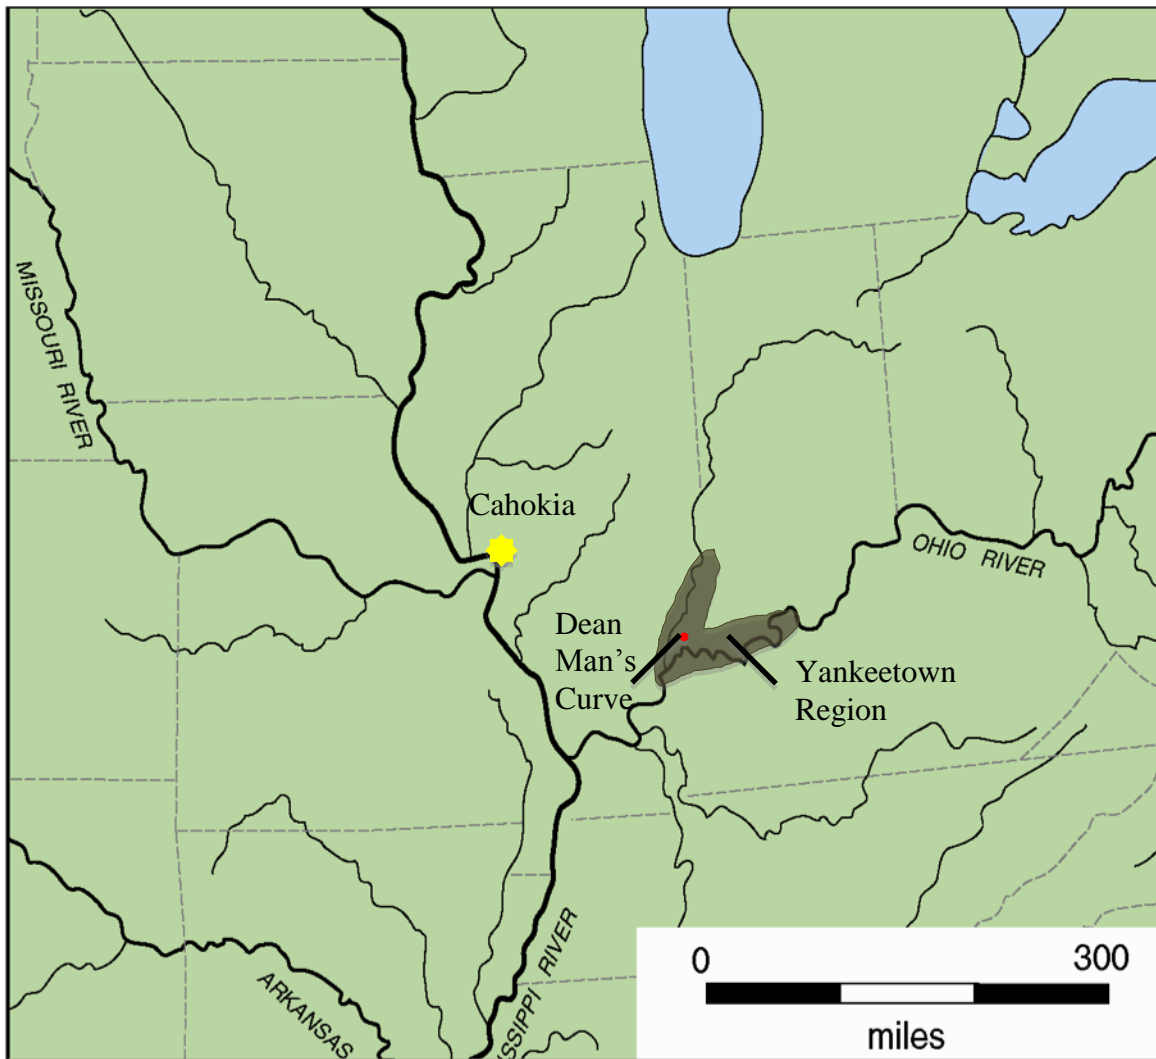 MISSOURI RIVER
Cahokia
OHIO RIVER
Dean
Man’s
Curve
Yankeetown
Region
ARKANSAS
SSIPPI RIVER
0 300
miles